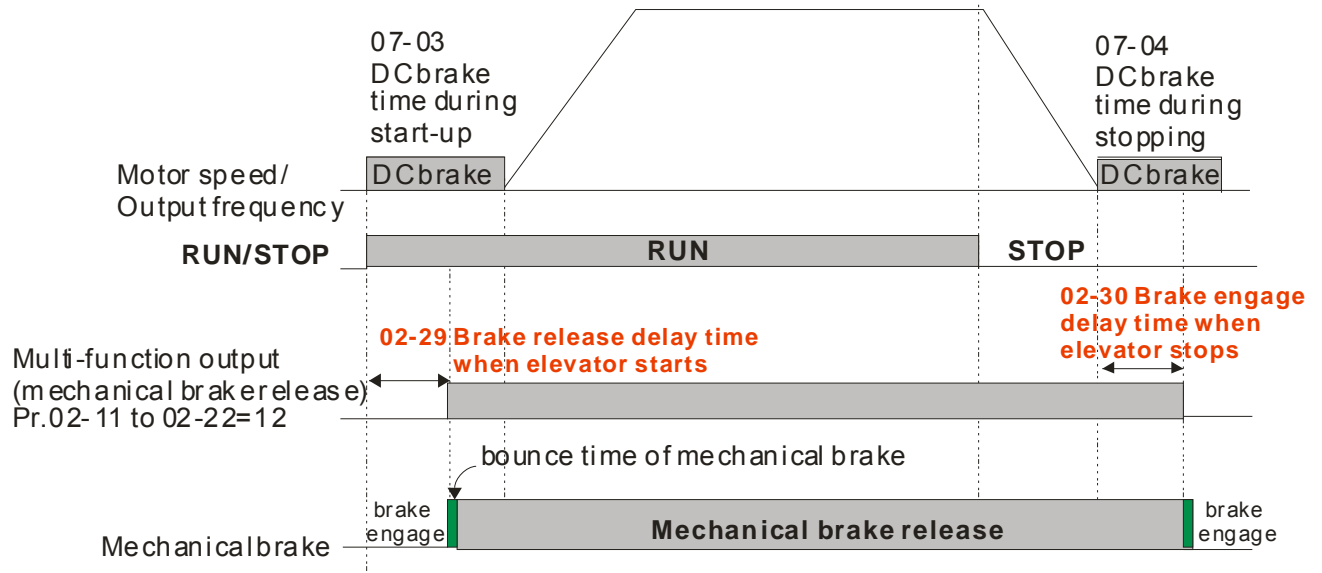 07-03
DCbrake
time during
start-up
07-04
DCbrake
time during
stopping
Motor speed/
Output frequency
DCbrake
DCbrake
RUN/STOP
RUN
STOP
02-29 Brake release delay time
when elevator starts
02-30 Brake engage
delay time when
elevator stops
Multi-function output
(mechanical brake release)
Pr.02-11 to 02-22=12
bounce time of mechanical brake
Mechanical brake
brake
engage
Mechanical brake release
brake
engage